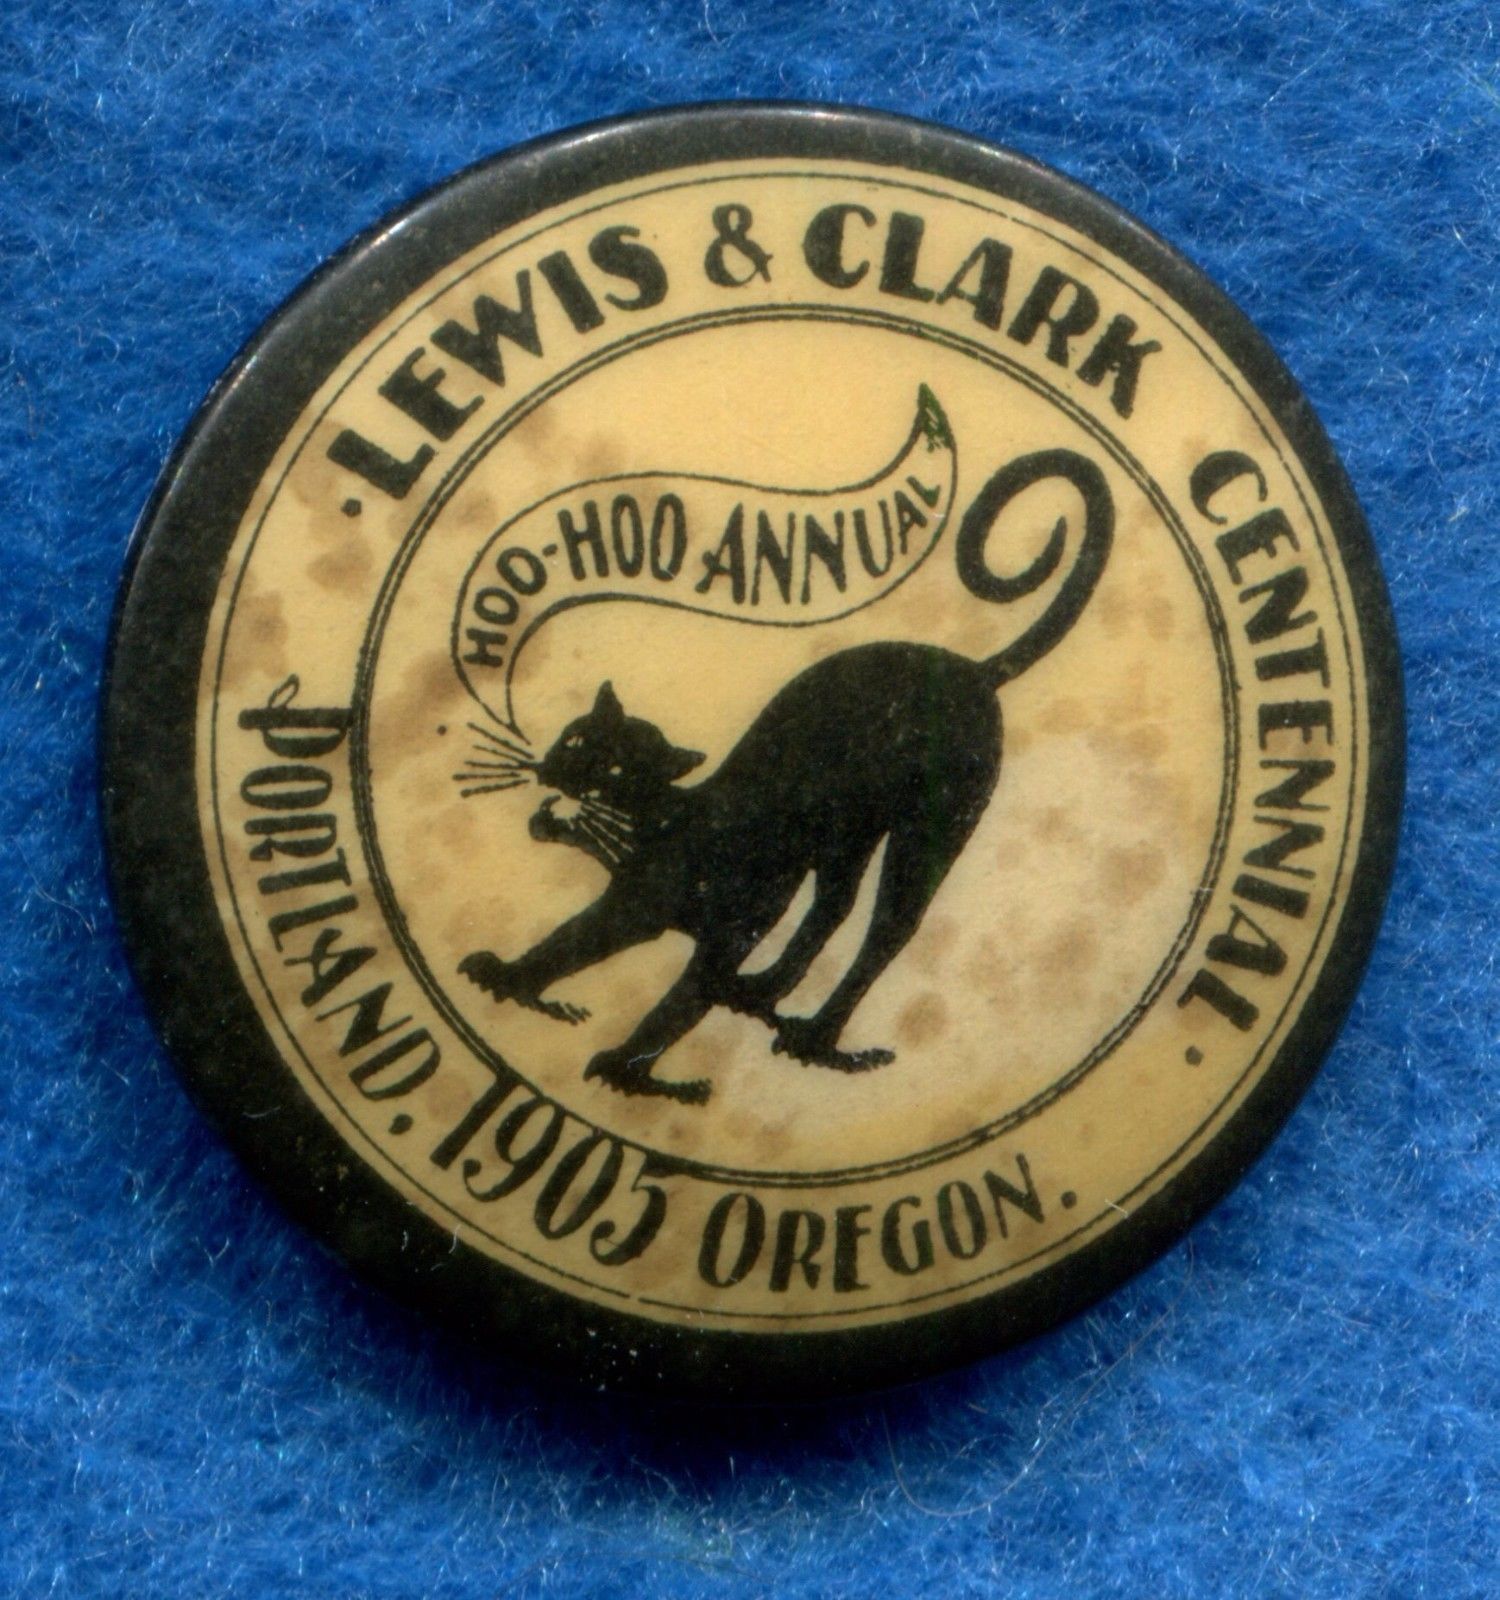 · LEWIS & CLARK CENTENNIAL ·
HOO-HOO ANNUAL
PORTLAND, 1905 OREGON.